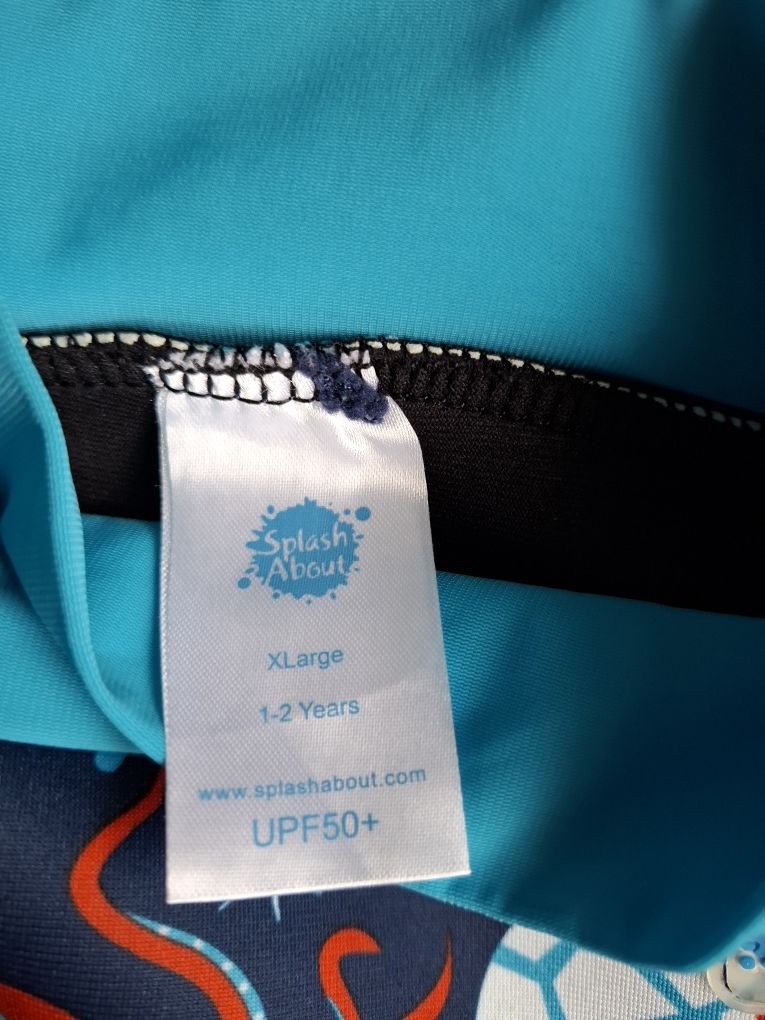 Splash
About
XLarge
1-2 Years
www.splashabout.com
UPF50+